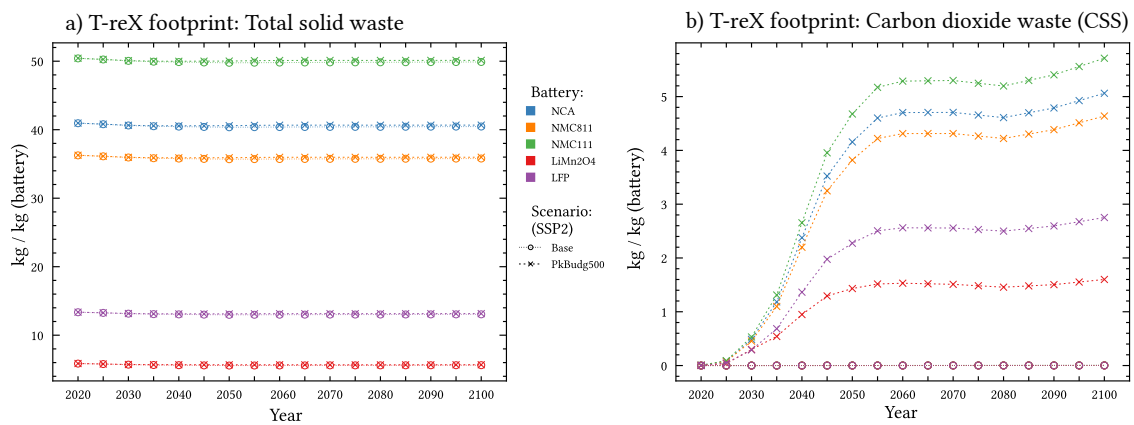 a) T-reX footprint: Total solid waste
kg / kg (battery)
50
40
30
20
10
2020 2030 2040 2050 2060 2070 2080 2090 2100
Year
Battery:
NCA
NMC811
NMC111
LiMn2O4
LFP
Scenario:
(SSP2)
Base
PkBudg500
b) T-reX footprint: Carbon dioxide waste (CSS)
kg / kg (battery)
5
4
3
2
1
0
2020 2030 2040 2050 2060 2070 2080 2090 2100
Year